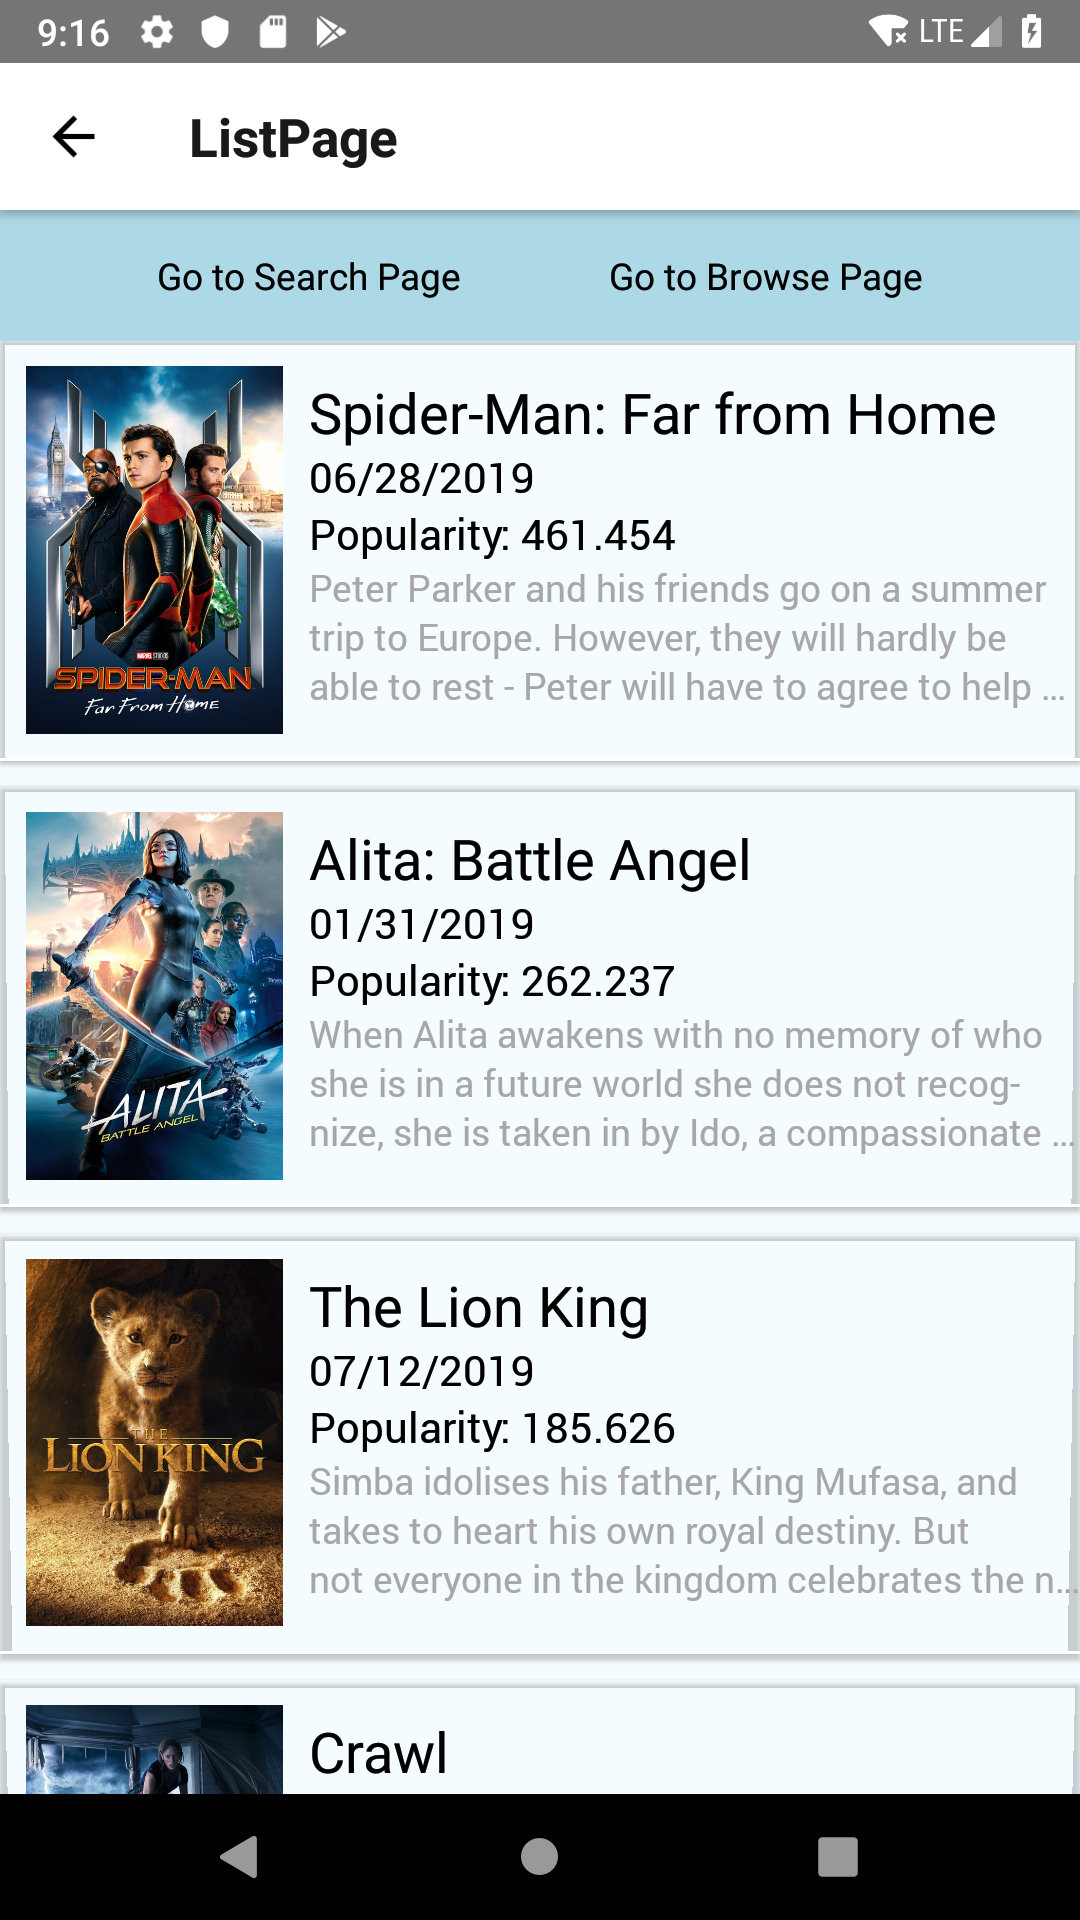 9:16
LTE
ListPage
Go to Search Page
Go to Browse Page
MARVEL STUDIOS
SPIDER-MAN
Far From Home
Spider-Man: Far from Home
06/28/2019
Popularity: 461.454
Peter Parker and his friends go on a summer
trip to Europe. However, they will hardly be
able to rest - Peter will have to agree to help ...
ALITA
BATTLE ANGEL
Alita: Battle Angel
01/31/2019
Popularity: 262.237
When Alita awakens with no memory of who
she is in a future world she does not recog-
nize, she is taken in by Ido, a compassionate ...
THE
LION KING
The Lion King
07/12/2019
Popularity: 185.626
Simba idolises his father, King Mufasa, and
takes to heart his own royal destiny. But
not everyone in the kingdom celebrates the n...
Crawl